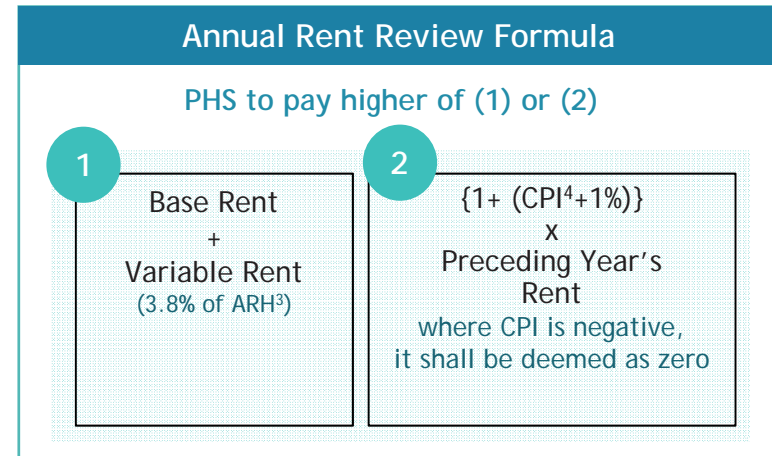 Annual Rent Review Formula
PHS to pay higher of (1) or (2)
1
Base Rent
+
Variable Rent
(3.8% of ARH³)
2
{1+ (CPI⁴+1%)}
x
Preceding Year's
Rent
where CPI is negative,
it shall be deemed as zero